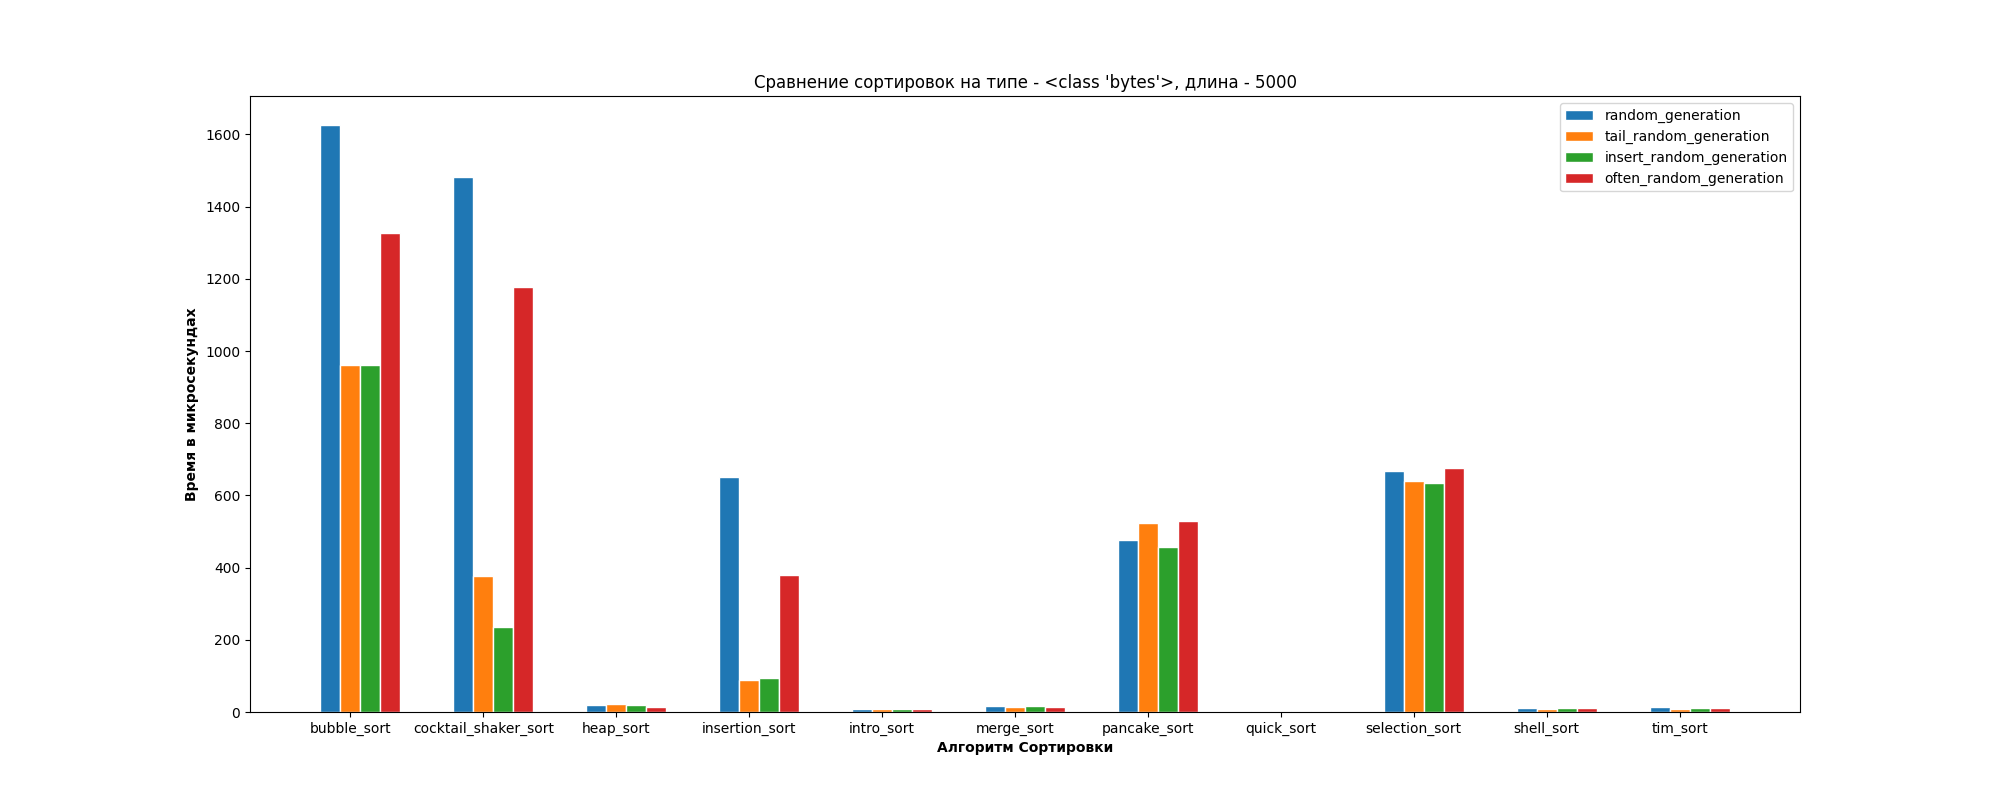 Сравнение сортировок на типе - <class 'bytes'>, длина - 5000
random_generation
tail_random_generation
insert_random_generation
often_random_generation
Время в микросекундах
1600
1400
1200
1000
800
600
400
200
0
bubble_sort cocktail_shaker_sort heap_sort insertion_sort intro_sort merge_sort pancake_sort quick_sort selection_sort shell_sort tim_sort
Алгоритм Сортировки